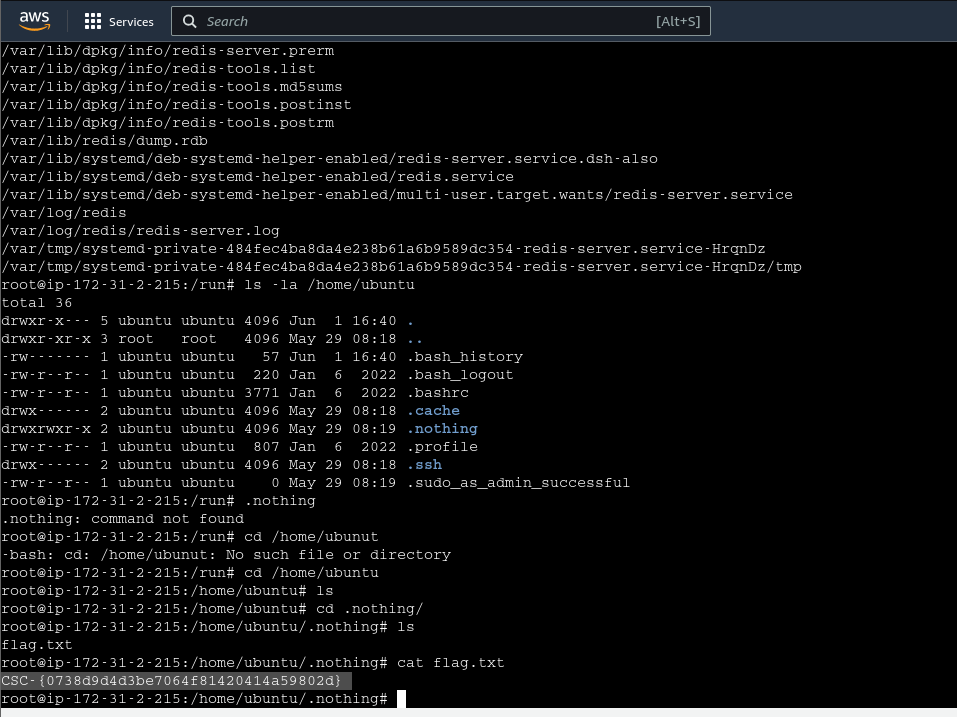 aws
Services
Search
[Alt+S]
/var/lib/dpkg/info/redis-server.prerm
/var/lib/dpkg/info/redis-tools.list
/var/lib/dpkg/info/redis-tools.md5sums
/var/lib/dpkg/info/redis-tools.postinst
/var/lib/dpkg/info/redis-tools.postrm
/var/lib/redis/dump.rdb
/var/lib/systemd/deb-systemd-helper-enabled/redis-server.service.dsh-also
/var/lib/systemd/deb-systemd-helper-enabled/redis.service
/var/lib/systemd/deb-systemd-helper-enabled/multi-user.target.wants/redis-server.service
/var/log/redis
/var/log/redis/redis-server.log
/var/tmp/systemd-private-484fec4ba8da4e238b61a6b9589dc354-redis-server.service-HrqnDz
/var/tmp/systemd-private-484fec4ba8da4e238b61a6b9589dc354-redis-server.service-HrqnDz/tmp
root@ip-172-31-2-215:/run# ls -la /home/ubuntu
total 36
drwxr-x--- 5 ubuntu ubuntu 4096 Jun  1 16:40 .
drwxr-xr-x 3 root   root   4096 May 29 08:18 ..
-rw------- 1 ubuntu ubuntu   57 Jun  1 16:40 .bash_history
-rw-r--r-- 1 ubuntu ubuntu  220 Jan  6  2022 .bash_logout
-rw-r--r-- 1 ubuntu ubuntu 3771 Jan  6  2022 .bashrc
drwx------ 2 ubuntu ubuntu 4096 May 29 08:18 .cache
drwxrwxr-x 2 ubuntu ubuntu 4096 May 29 08:19 .nothing
-rw-r--r-- 1 ubuntu ubuntu  807 Jan  6  2022 .profile
drwx------ 2 ubuntu ubuntu 4096 May 29 08:18 .ssh
-rw-r--r-- 1 ubuntu ubuntu    0 May 29 08:19 .sudo_as_admin_successful
root@ip-172-31-2-215:/run# .nothing
.nothing: command not found
root@ip-172-31-2-215:/run# cd /home/ubunut
-bash: cd: /home/ubunut: No such file or directory
root@ip-172-31-2-215:/run# cd /home/ubuntu
root@ip-172-31-2-215:/home/ubuntu# ls
root@ip-172-31-2-215:/home/ubuntu# cd .nothing/
root@ip-172-31-2-215:/home/ubuntu/.nothing# ls
flag.txt
root@ip-172-31-2-215:/home/ubuntu/.nothing# cat flag.txt
CSC-{0738d9d4d3be7064f81420414a59802d}
root@ip-172-31-2-215:/home/ubuntu/.nothing#